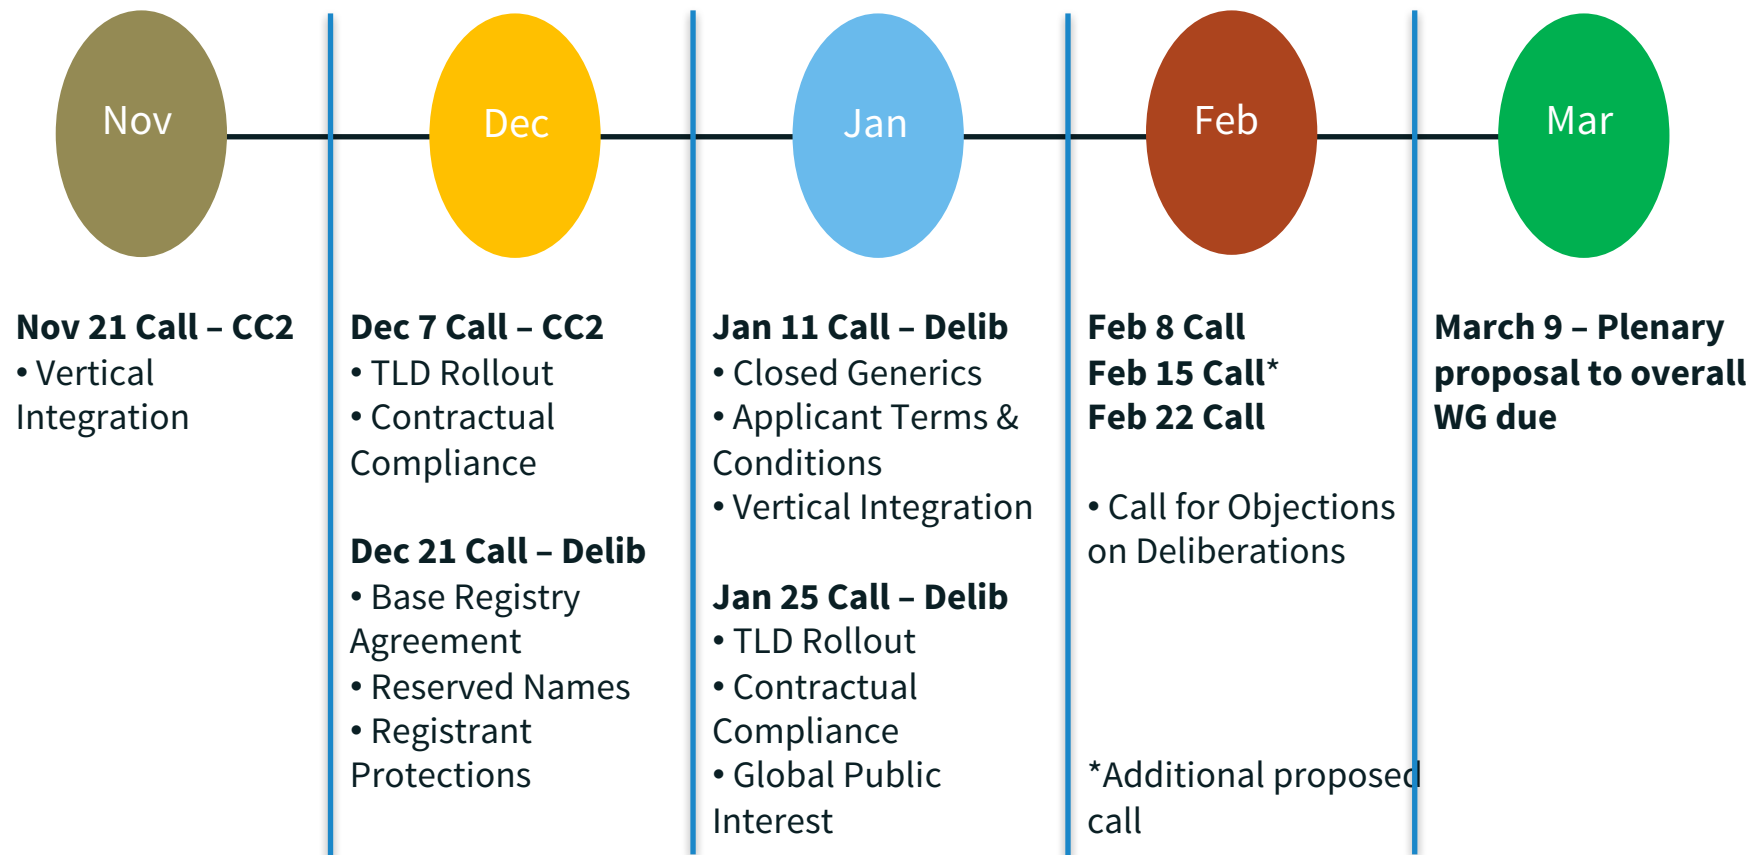 Nov
Dec
Jan
Feb
Mar
Nov 21 Call – CC2
• Vertical
Integration
Dec 7 Call – CC2
• TLD Rollout
• Contractual
Compliance
Dec 21 Call – Delib
• Base Registry
Agreement
• Reserved Names
• Registrant
Protections
Jan 11 Call – Delib
• Closed Generics
• Applicant Terms &
Conditions
• Vertical Integration
Jan 25 Call – Delib
• TLD Rollout
• Contractual
Compliance
• Global Public
Interest
Feb 8 Call
Feb 15 Call*
Feb 22 Call
• Call for Objections
on Deliberations
*Additional proposed
call
March 9 – Plenary
proposal to overall
WG due